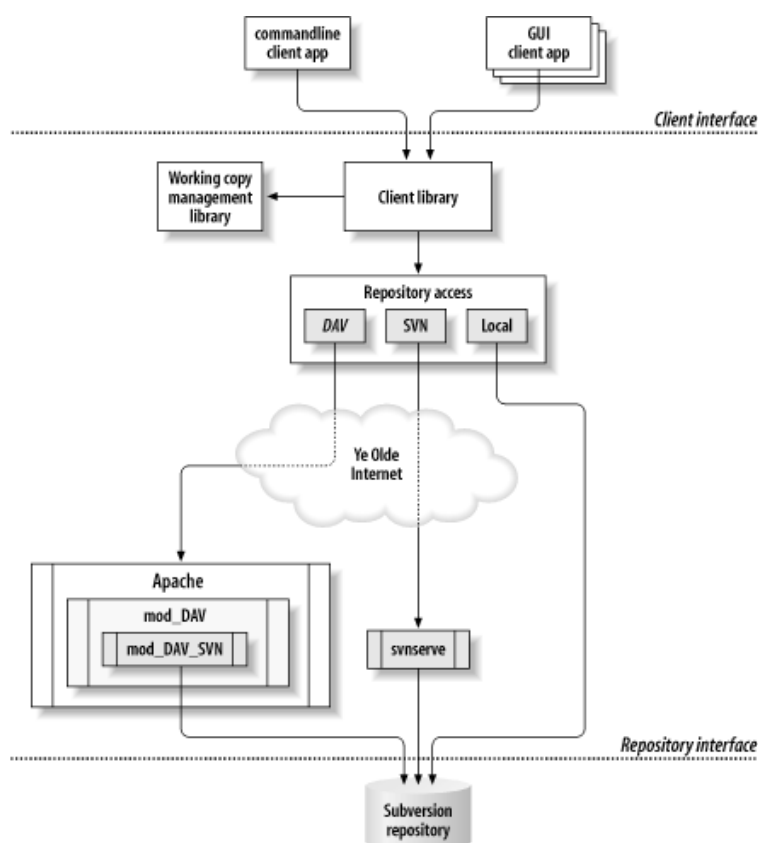 commandline
client app
GUI
client app
Client interface
Working copy
management
library
Client library
Repository access
DAV
SVN
Local
Ye Olde
Internet
Apache
mod_DAV
mod_DAV_SVN
svnserve
Repository interface
Subversion
repository